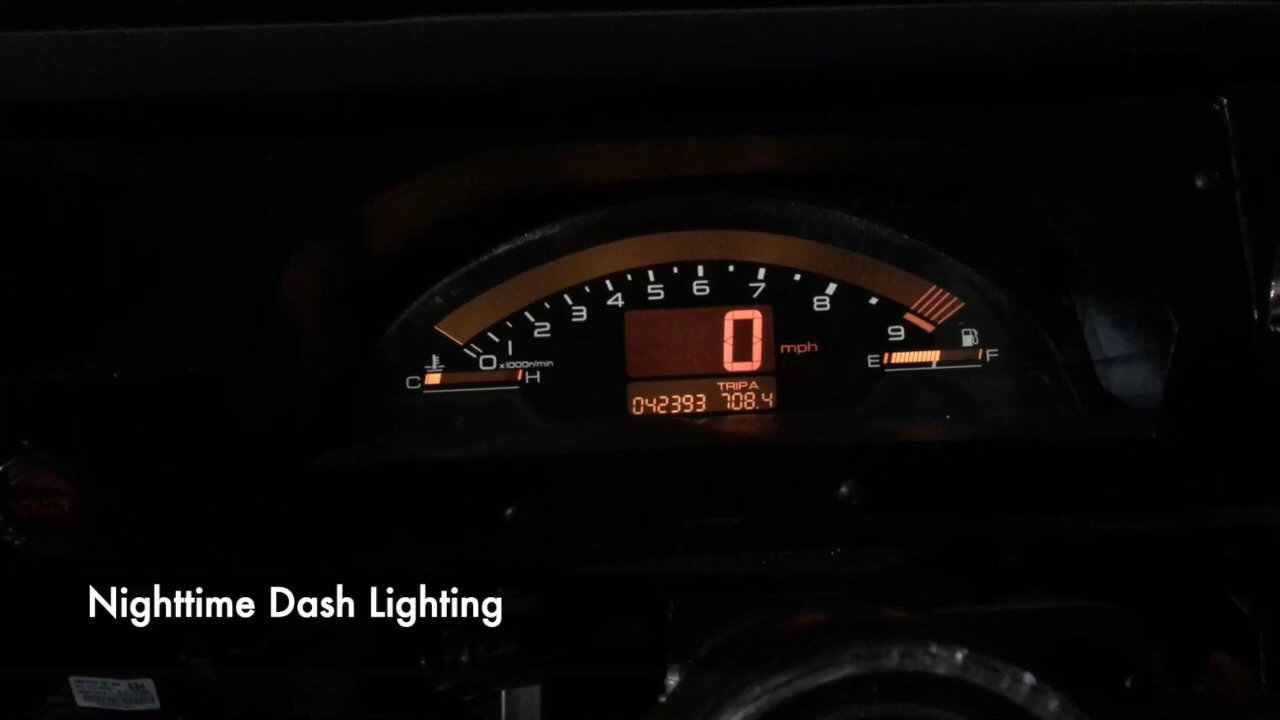 0 1 2 3 4 5 6 7 8 9
x1000r/min
0 mph
C H
E F
TRIP A
042393 708.4
Nighttime Dash Lighting